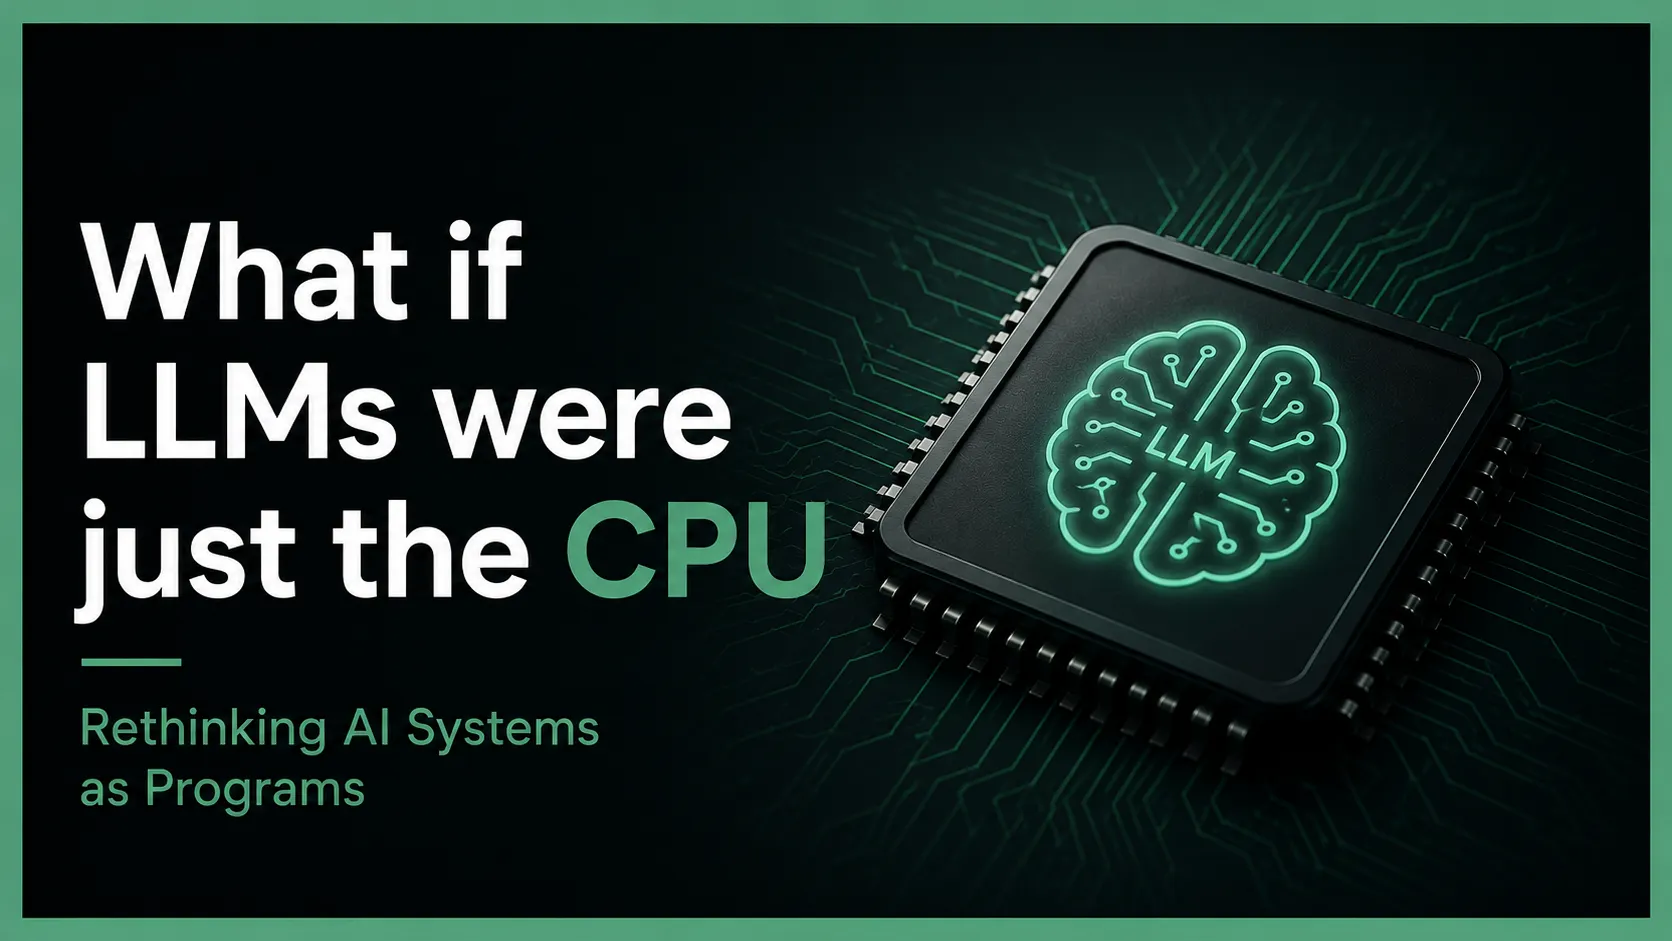 What if
LLMs were
just the CPU
Rethinking AI Systems
as Programs
LLM